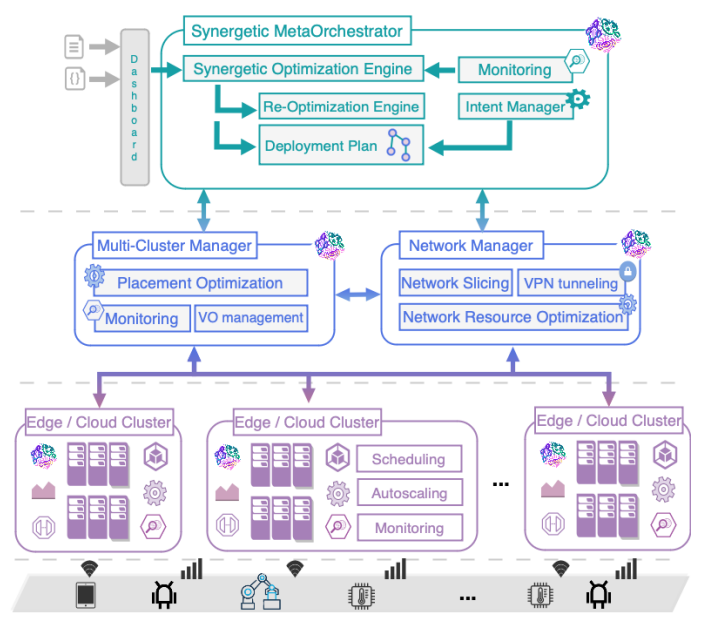 Synergetic MetaOrchestrator
Dashboard
Synergetic Optimization Engine
Monitoring
Re-Optimization Engine
Intent Manager
Deployment Plan
{}
Multi-Cluster Manager
Network Manager
Placement Optimization
Network Slicing
VPN tunneling
Monitoring
VO management
Network Resource Optimization
Edge / Cloud Cluster
Edge / Cloud Cluster
Edge / Cloud Cluster
Scheduling
Autoscaling
...
Monitoring
...